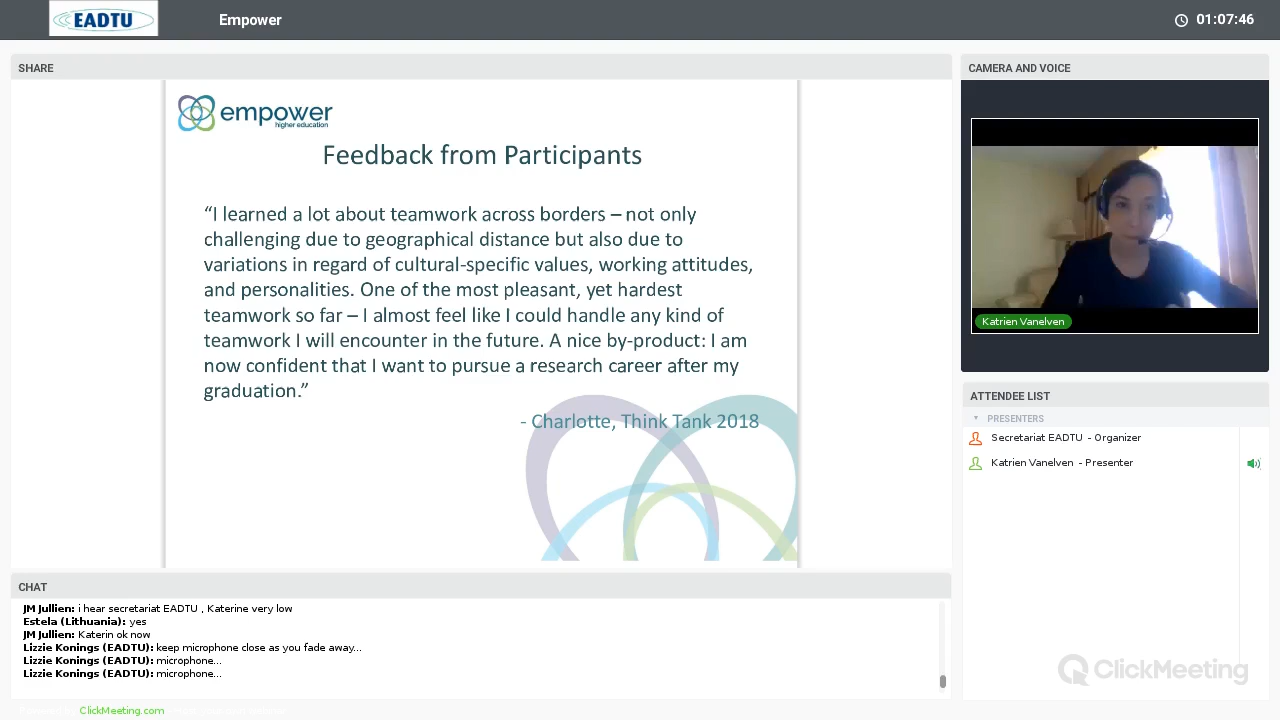 EADTU
Empower
01:07:46
SHARE
empower
higher education
Feedback from Participants
“I learned a lot about teamwork across borders – not only
challenging due to geographical distance but also due to
variations in regard of cultural-specific values, working attitudes,
and personalities. One of the most pleasant, yet hardest
teamwork so far – I almost feel like I could handle any kind of
teamwork I will encounter in the future. A nice by-product: I am
now confident that I want to pursue a research career after my
graduation.”
- Charlotte, Think Tank 2018
CAMERA AND VOICE
Katrien Vanelven
ATTENDEE LIST
PRESENTERS
Secretariat EADTU - Organizer
Katrien Vanelven - Presenter
CHAT
JM Jullien: i hear secretariat EADTU , Katerine very low
Estela (Lithuania): yes
JM Jullien: Katerin ok now
Lizzie Konings (EADTU): keep microphone close as you fade away...
Lizzie Konings (EADTU): microphone...
Lizzie Konings (EADTU): microphone...
ClickMeeting
ClickMeeting.com